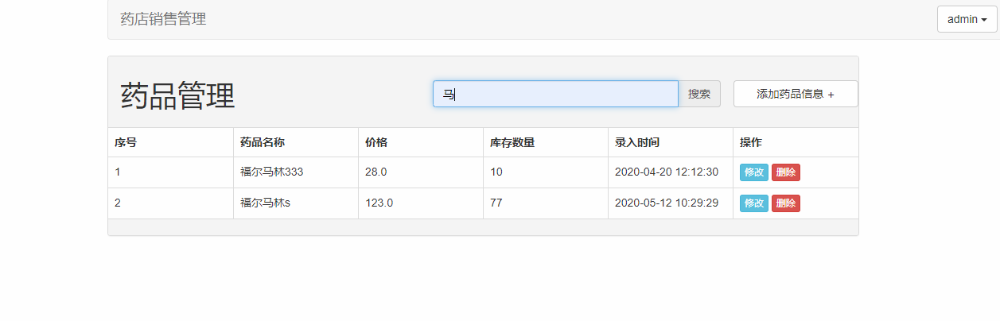 药店销售管理 admin
药品管理 马 搜索 添加药品信息 +
序号 药品名称 价格 库存数量 录入时间 操作
1 福尔马林333 28.0 10 2020-04-20 12:12:30 修改 删除
2 福尔马林s 123.0 77 2020-05-12 10:29:29 修改 删除